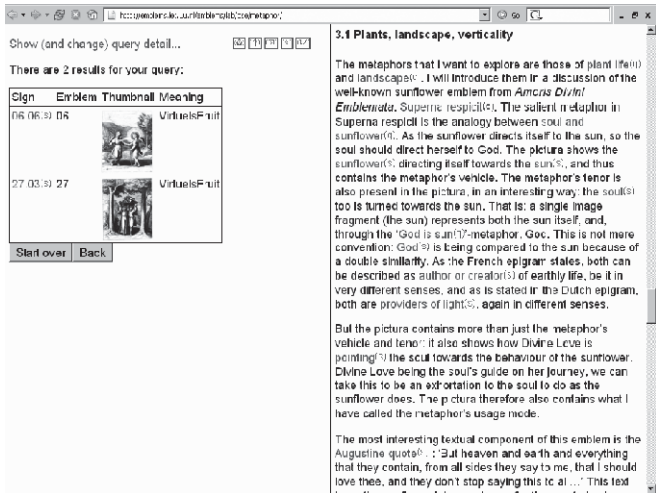 Show (and change) query detail...
There are 2 results for your query:
Sign Emblem Thumbnail Meaning
06.06 06 VirtueIsFruit
27.03 27 VirtueIsFruit
Start over Back
3.1 Plants, landscape, verticality
The metaphors that I want to explore are those of plant life
and landscape. I will introduce them in a discussion of the
well-known sunflower emblem from Amoris Divini
Emblemata, Superna respicit. The salient metaphor in
Superna respicit is the analogy between soul and
sunflower. As the sunflower directs itself to the sun, so the
soul should direct herself to God. The pictura shows the
sunflower directing itself towards the sun, and thus
contains the metaphor's vehicle. The metaphor's tenor is
also present in the pictura, in an interesting way: the soul
too is turned towards the sun. That is: a single image
fragment (the sun) represents both the sun itself, and,
through the 'God is sun'-metaphor, God. This is not mere
convention: God is being compared to the sun because of
a double similarity. As the French epigram states, both can
be described as author or creator of earthly life, be it in
very different senses, and as is stated in the Dutch epigram,
both are providers of light, again in different senses.
But the pictura contains more than just the metaphor's
vehicle and tenor: it also shows how Divine Love is
pointing the soul towards the behaviour of the sunflower.
Divine Love being the soul's guide on her journey, we can
take this to be an exhortation to the soul to do as the
sunflower does. The pictura therefore also contains what I
have called the metaphor's usage mode.
The most interesting textual component of this emblem is the
Augustine quote: 'But heaven and earth and everything
that they contain, from all sides they say to me, that I should
love thee, and they don't stop saying this to al ...' This text